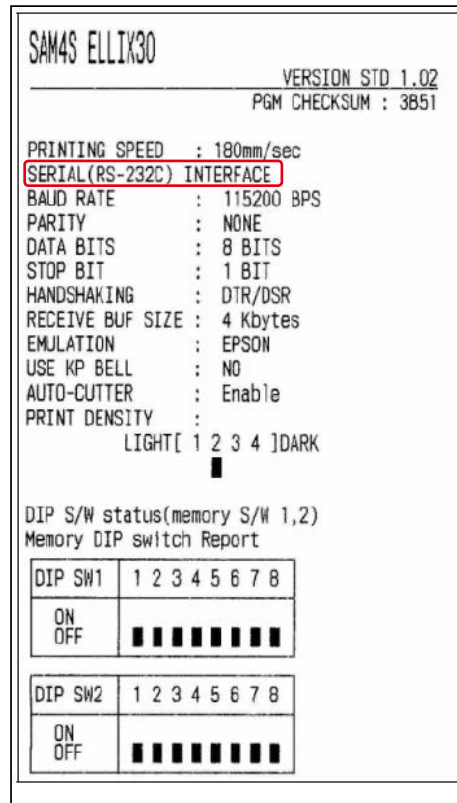 SAM4S ELLIX30
VERSION STD 1.02
PGM CHECKSUM : 3B51
PRINTING SPEED : 180mm/sec
SERIAL(RS-232C) INTERFACE
BAUD RATE : 115200 BPS
PARITY : NONE
DATA BITS : 8 BITS
STOP BIT : 1 BIT
HANDSHAKING : DTR/DSR
RECEIVE BUF SIZE : 4 Kbytes
EMULATION : EPSON
USE KP BELL : NO
AUTO-CUTTER : Enable
PRINT DENSITY :
LIGHT[ 1 2 3 4 ]DARK
DIP S/W status(memory S/W 1,2)
Memory DIP switch Report
DIP SW1 1 2 3 4 5 6 7 8
ON
OFF
DIP SW2 1 2 3 4 5 6 7 8
ON
OFF